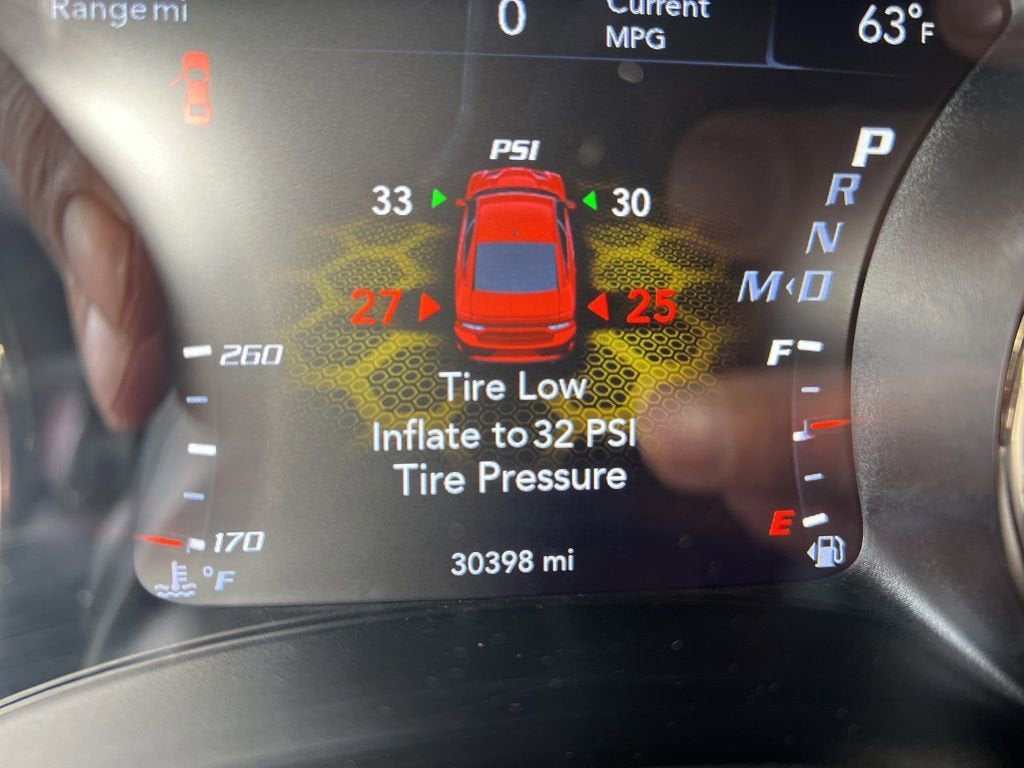 Range mi
0
Current
MPG
63°F
PSI
33
30
27
25
P
R
N
M‹D
260
F
Tire Low
Inflate to 32 PSI
Tire Pressure
E
170
°F
30398 mi